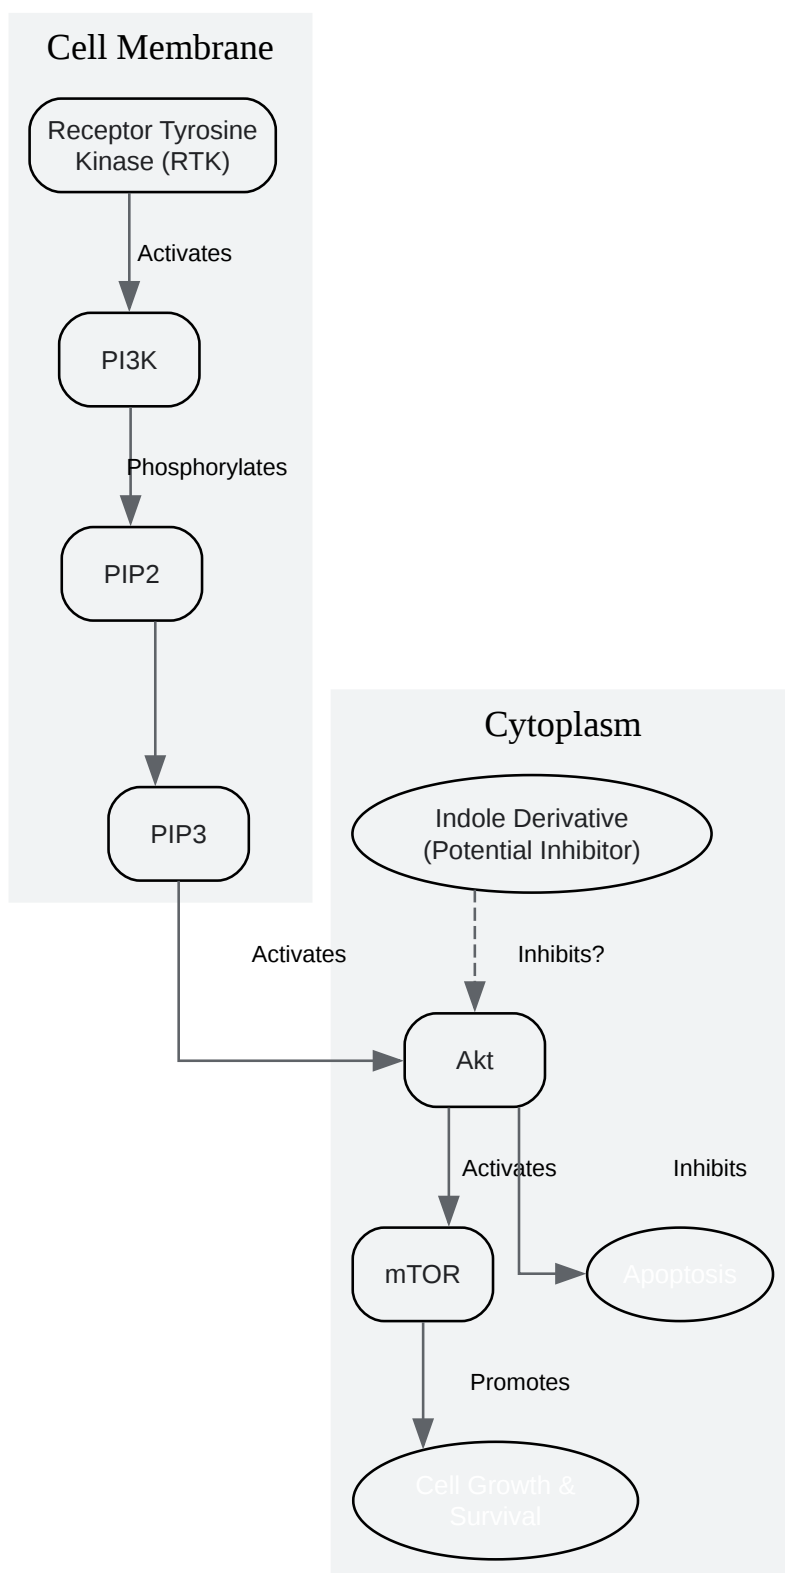 Cell Membrane
Receptor Tyrosine
Kinase (RTK)
Activates
PI3K
Phosphorylates
PIP2
PIP3
Activates
Cytoplasm
Indole Derivative
(Potential Inhibitor)
Inhibits?
Akt
Activates
Inhibits
mTOR
Apoptosis
Promotes
Cell Growth &
Survival